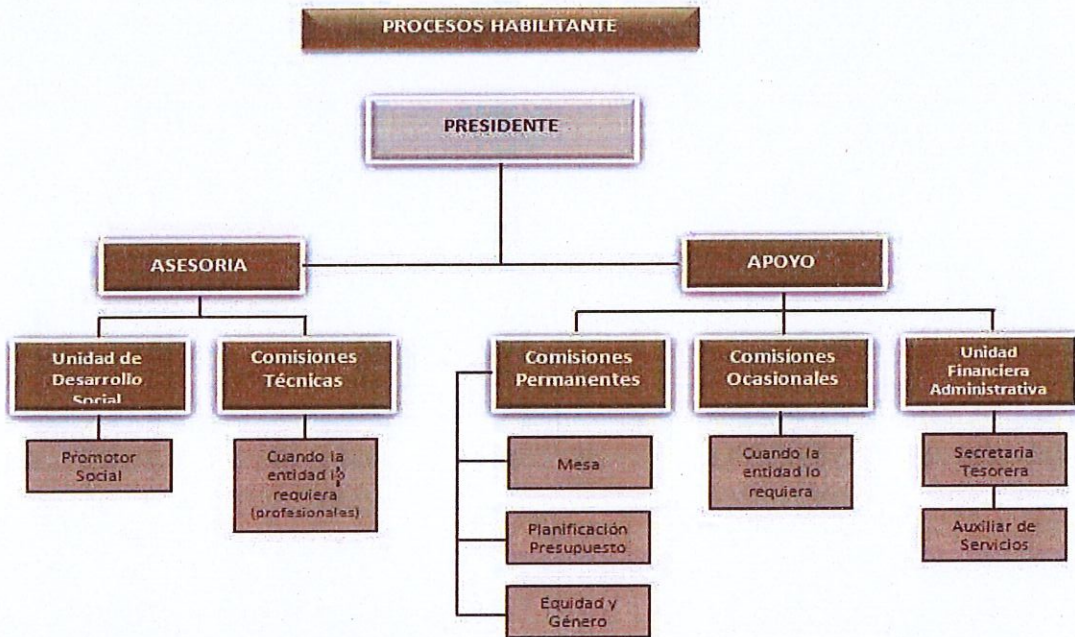 PROCESOS HABILITANTE
PRESIDENTE
ASESORIA
APOYO
Unidad de
Desarrollo
Social
Comisiones
Técnicas
Comisiones
Permanentes
Comisiones
Ocasionales
Unidad
Financiera
Administrativa
Promotor
Social
Cuando la
entidad lo
requiera
(profesionales)
Mesa
Planificación
Presupuesto
Equidad y
Género
Cuando la
entidad lo
requiera
Secretaria
Tesorera
Auxiliar de
Servicios